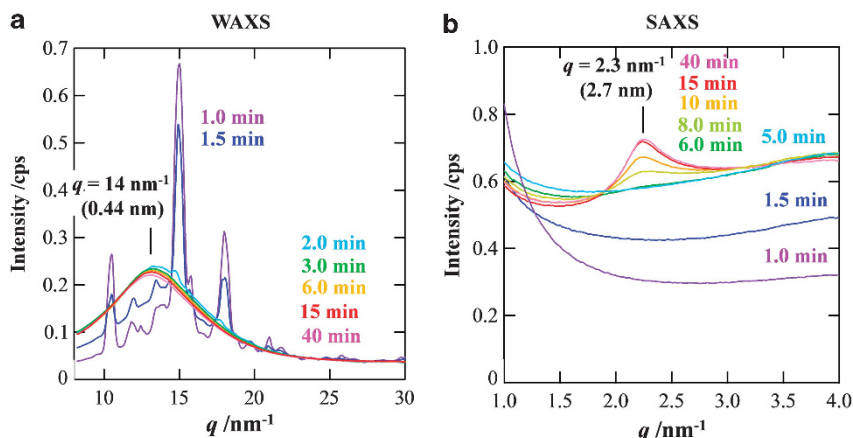 a
WAXS
0.7
0.6
0.5
0.4
0.3
0.2
0.1
0
Intensity /cps
1.0 min
1.5 min
q = 14 nm-1
(0.44 nm)
2.0 min
3.0 min
6.0 min
15 min
40 min
10 15 20 25 30
q /nm-1
b
SAXS
1.0
0.8
0.6
0.4
0.2
0
Intensity /cps
q = 2.3 nm-1
(2.7 nm)
40 min
15 min
10 min
8.0 min
6.0 min
5.0 min
1.5 min
1.0 min
1.0 1.5 2.0 2.5 3.0 3.5 4.0
q /nm-1